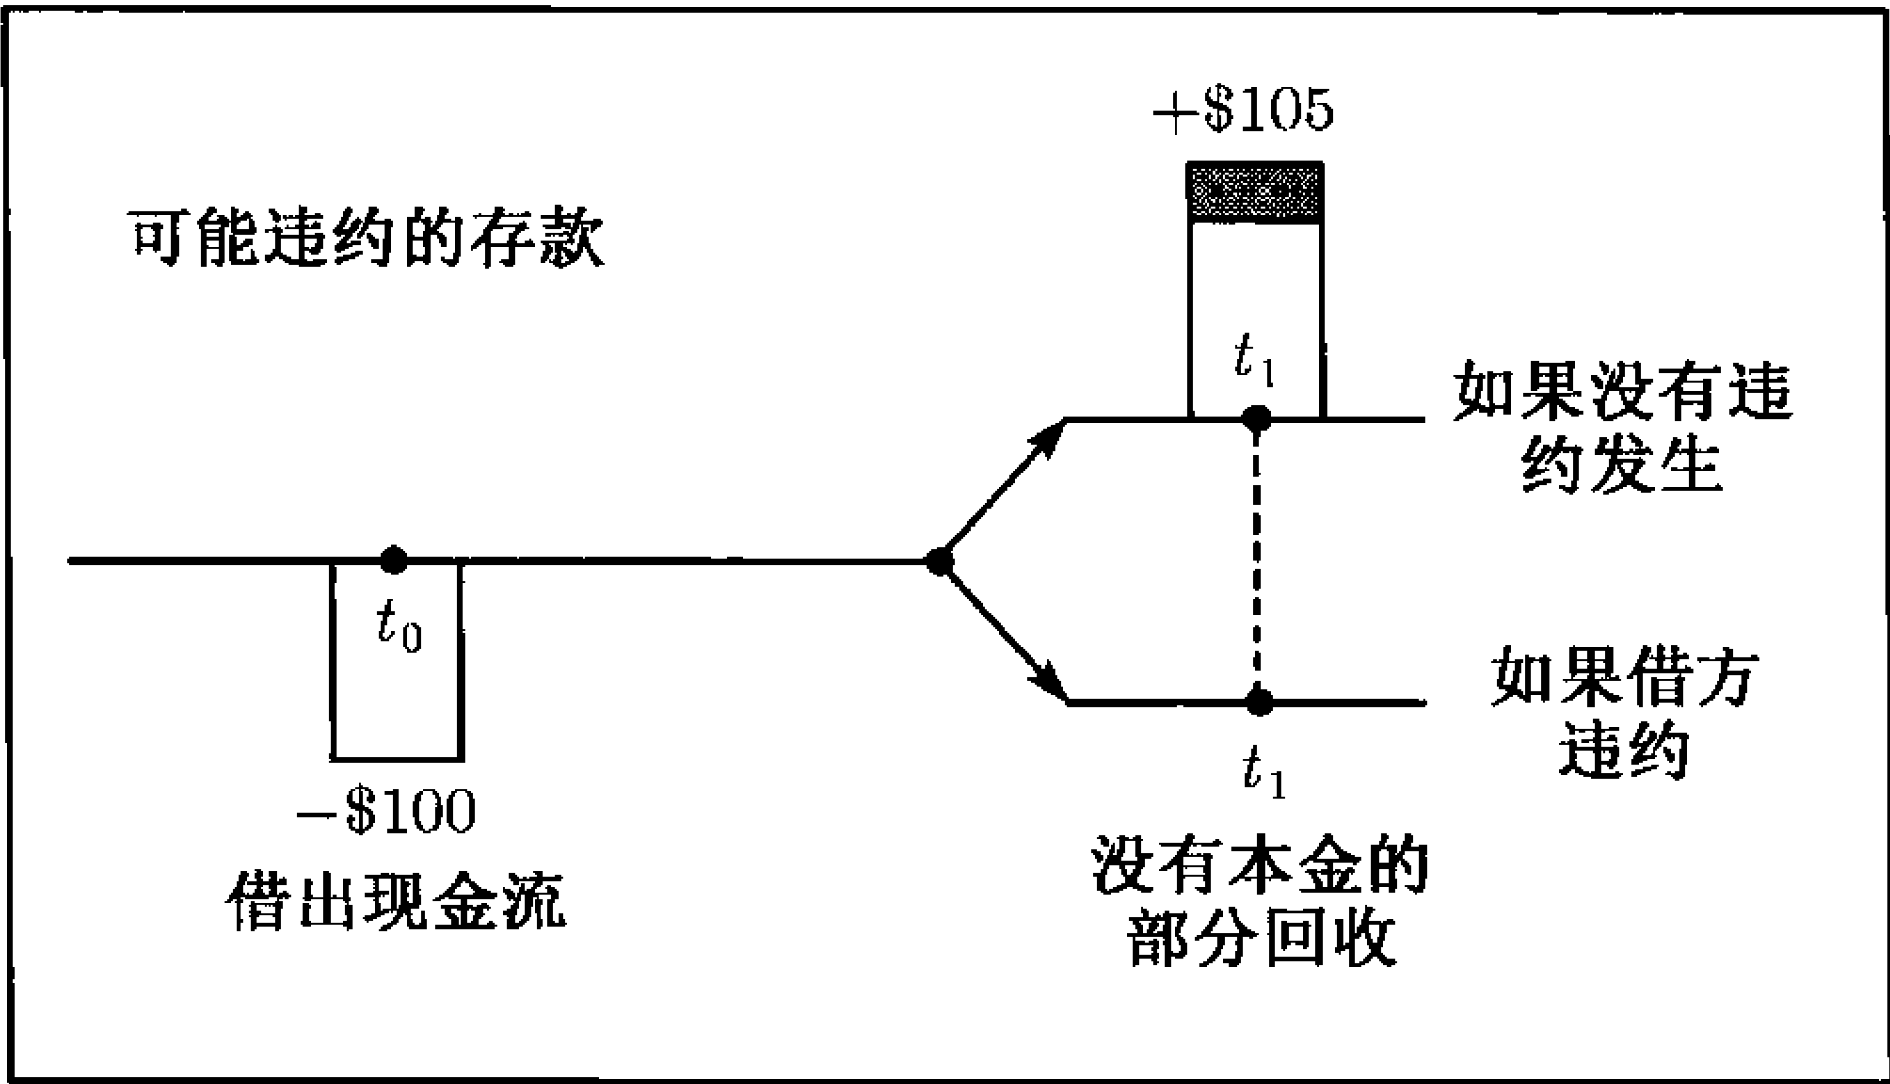 +$105
可能违约的存款
t₁
如果没有违
约发生
t₀
如果借方
违约
t₁
−$100
没有本金的
借出现金流
部分回收